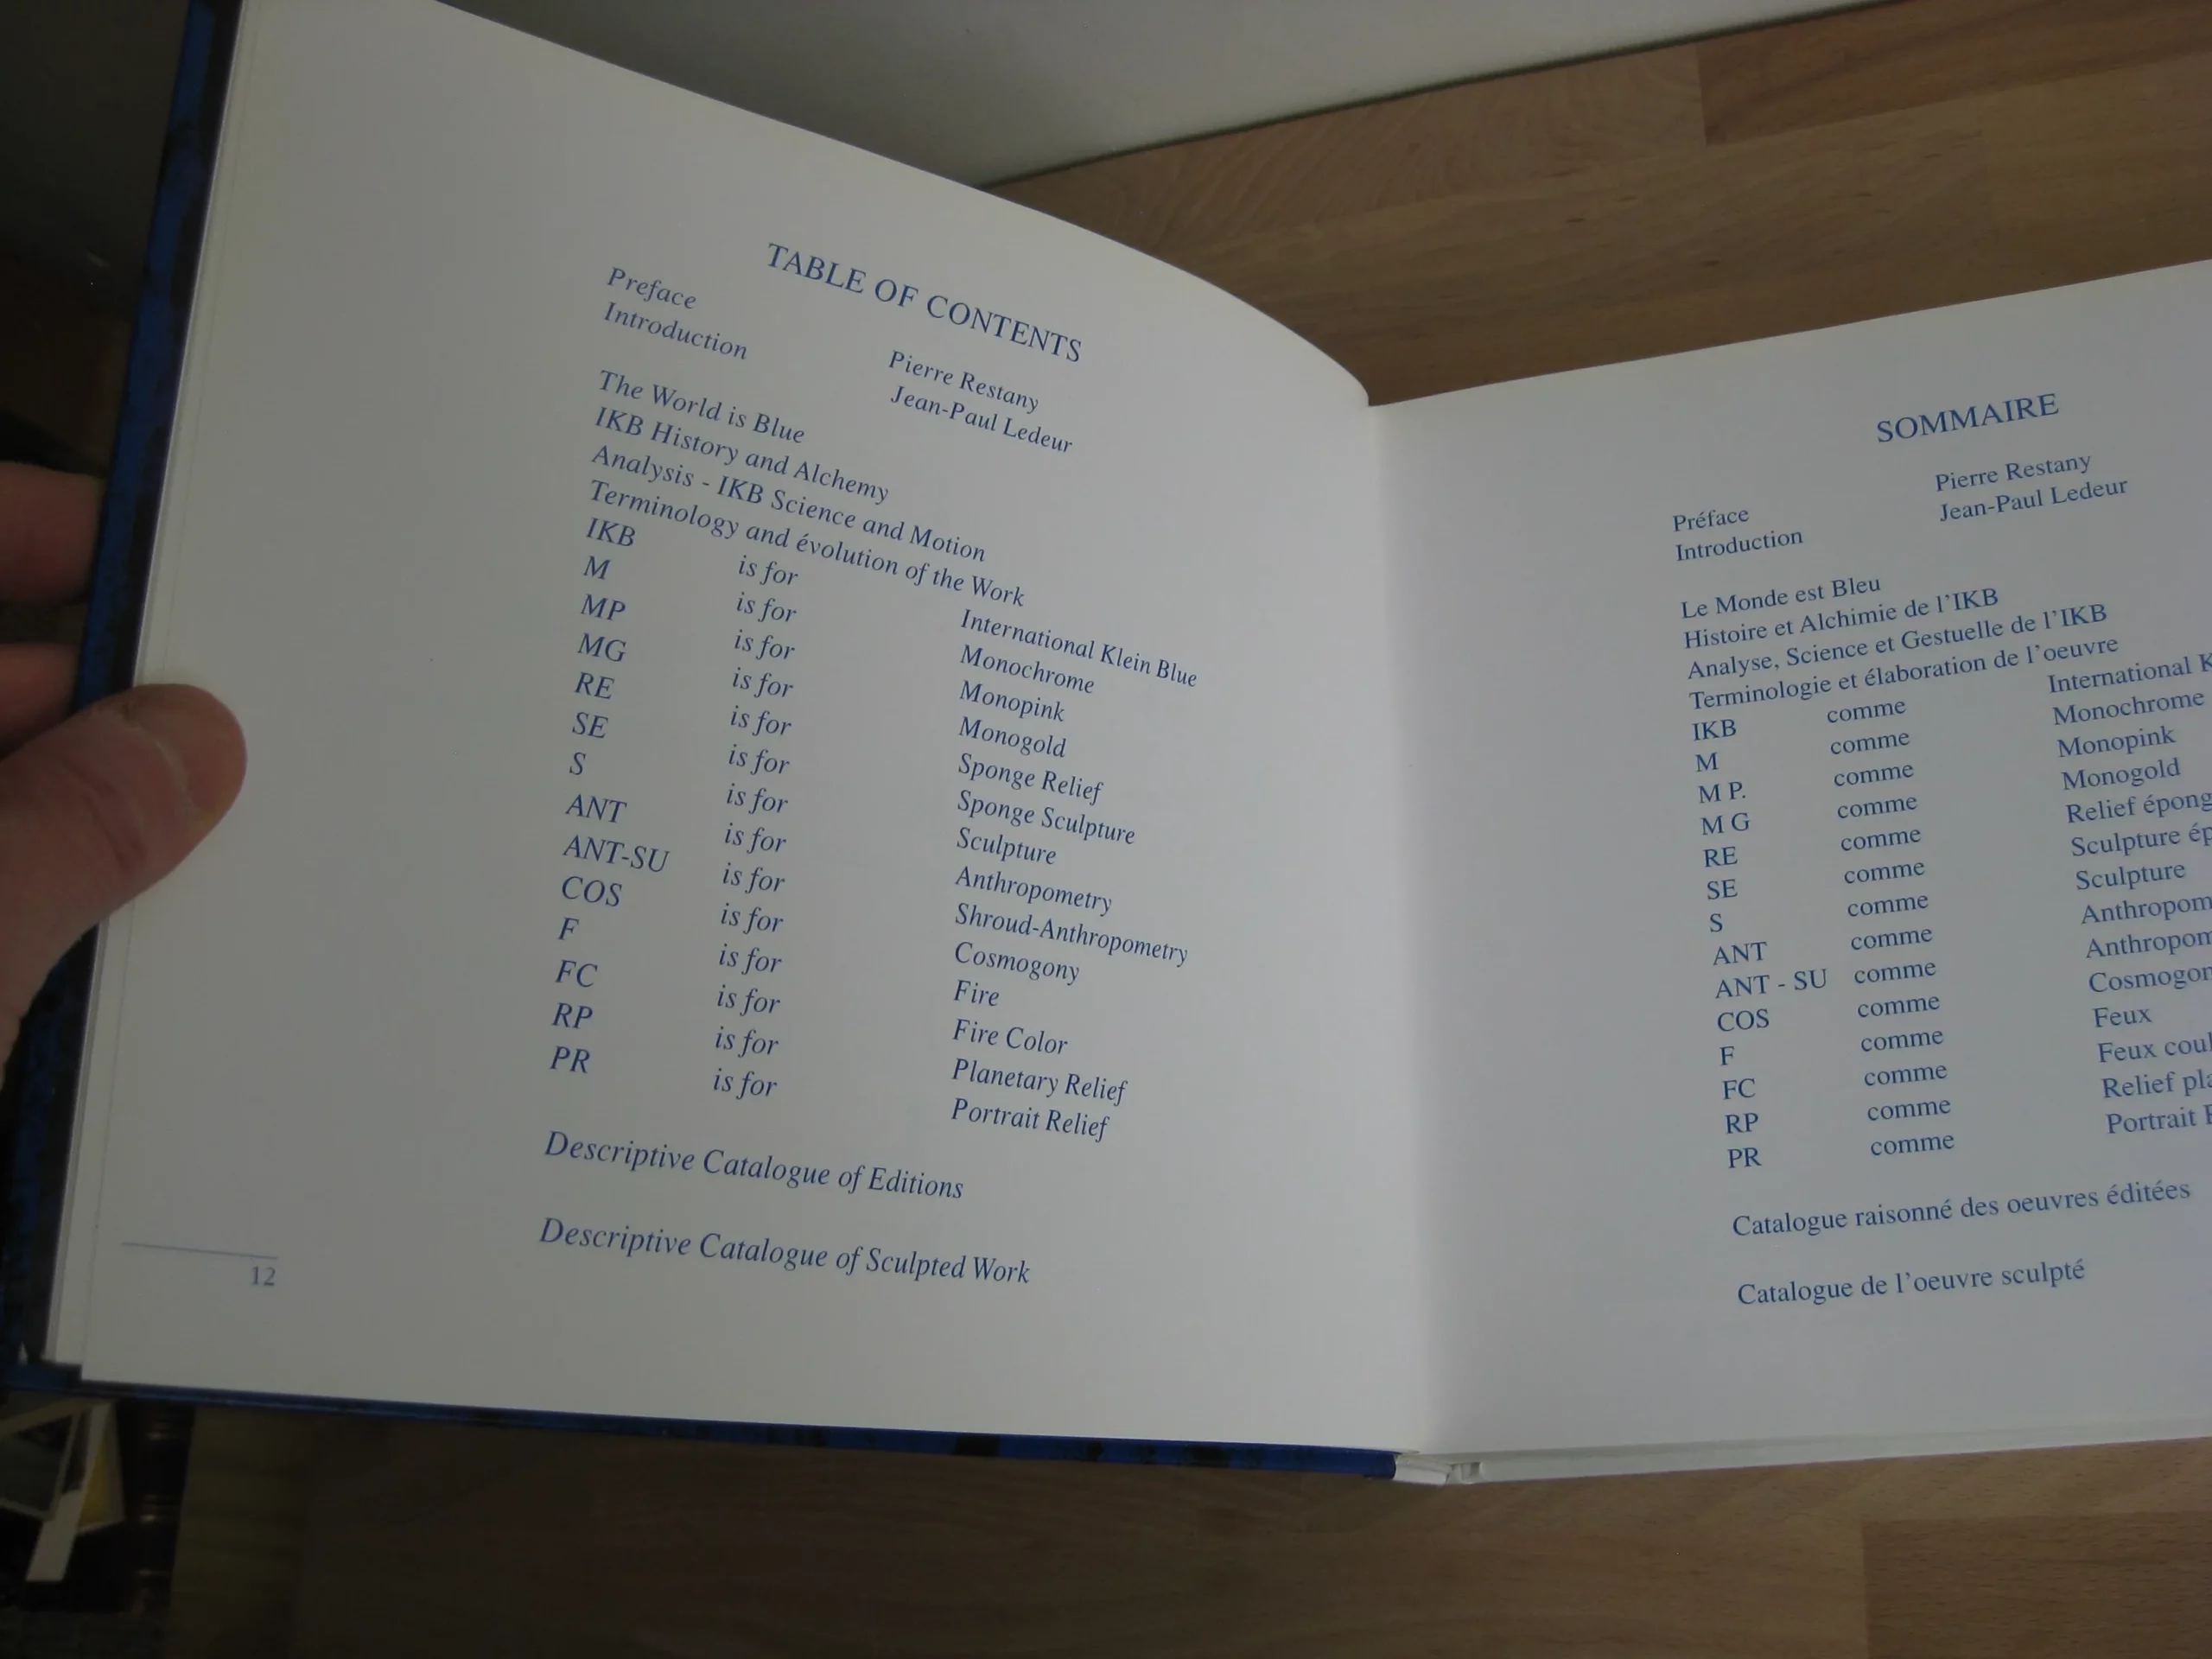 TABLE OF CONTENTS
Preface Pierre Restany
Introduction Jean-Paul Ledeur
The World is Blue
IKB History and Alchemy
Analysis - IKB Science and Motion
Terminology and évolution of the Work
IKB is for International Klein Blue
M is for Monochrome
MP is for Monopink
MG is for Monogold
RE is for Sponge Relief
SE is for Sponge Sculpture
S is for Sculpture
ANT is for Anthropometry
ANT-SU is for Shroud-Anthropometry
COS is for Cosmogony
F is for Fire
FC is for Fire Color
RP is for Planetary Relief
PR is for Portrait Relief
Descriptive Catalogue of Editions
Descriptive Catalogue of Sculpted Work
12
SOMMAIRE
Préface Pierre Restany
Introduction Jean-Paul Ledeur
Le Monde est Bleu
Histoire et Alchimie de l'IKB
Analyse, Science et Gestuelle de l'IKB
Terminologie et élaboration de l'oeuvre
IKB comme International
M comme Monochrome
M P. comme Monopink
M G comme Monogold
RE comme Relief
SE comme Sculpture
S comme Sculpture
ANT comme
ANT - SU comme
COS comme
F comme Feux
FC comme Feux
RP comme Relief
PR comme Portrait
Catalogue raisonné des oeuvres éditées
Catalogue de l'oeuvre sculpté